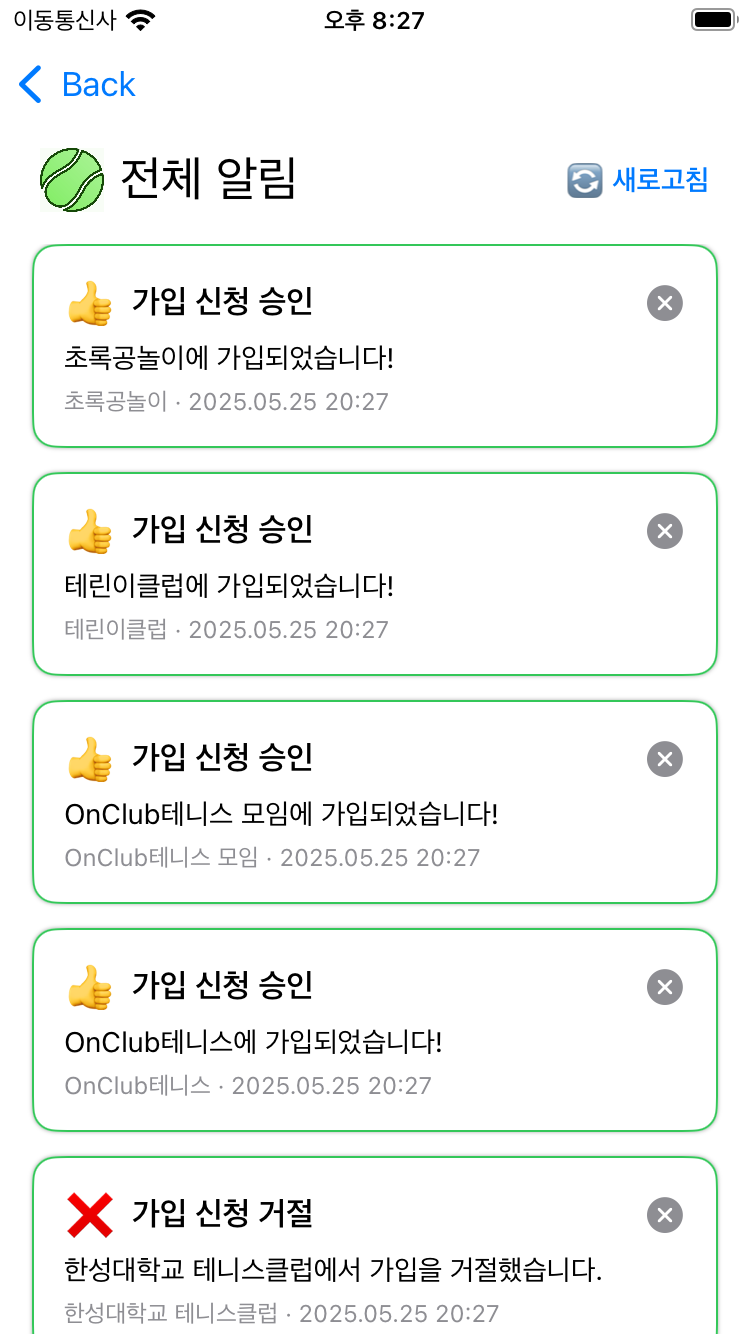 이동통신사 오후 8:27
Back
전체 알림 새로고침
가입 신청 승인
초록공놀이에 가입되었습니다!
초록공놀이 · 2025.05.25 20:27
가입 신청 승인
테린이클럽에 가입되었습니다!
테린이클럽 · 2025.05.25 20:27
가입 신청 승인
OnClub테니스 모임에 가입되었습니다!
OnClub테니스 모임 · 2025.05.25 20:27
가입 신청 승인
OnClub테니스에 가입되었습니다!
OnClub테니스 · 2025.05.25 20:27
가입 신청 거절
한성대학교 테니스클럽에서 가입을 거절했습니다.
한성대학교 테니스클럽 · 2025.05.25 20:27